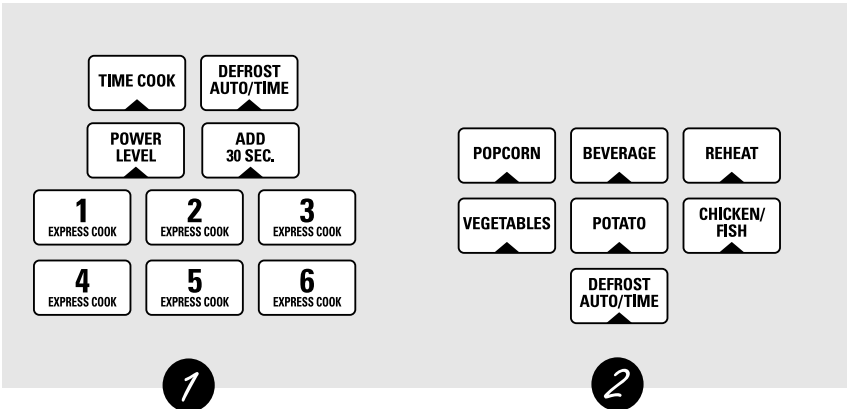 TIME COOK
DEFROST
AUTO/TIME
POWER
LEVEL
ADD
30 SEC.
1
EXPRESS COOK
2
EXPRESS COOK
3
EXPRESS COOK
4
EXPRESS COOK
5
EXPRESS COOK
6
EXPRESS COOK
1
POPCORN
BEVERAGE
REHEAT
VEGETABLES
POTATO
CHICKEN/
FISH
DEFROST
AUTO/TIME
2